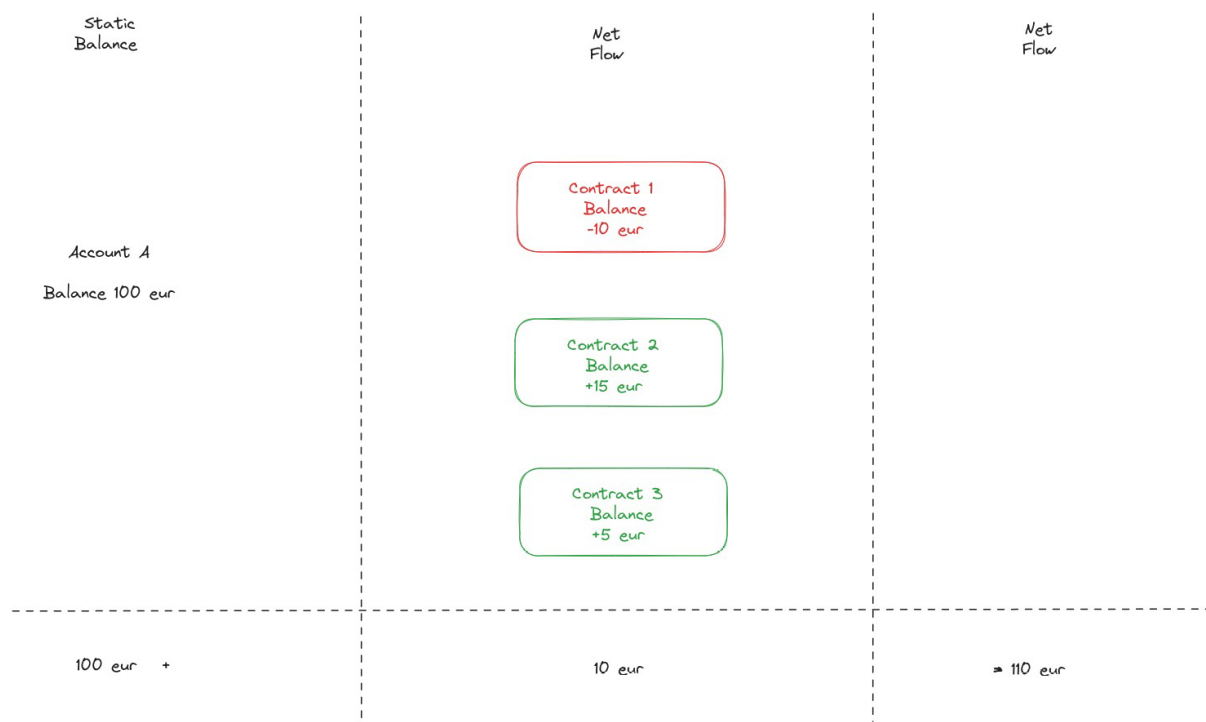 Static
Balance
Net
Flow
Net
Flow
Account A
Balance 100 eur
Contract 1
Balance
-10 eur
Contract 2
Balance
+15 eur
Contract 3
Balance
+5 eur
100 eur +
10 eur
= 110 eur